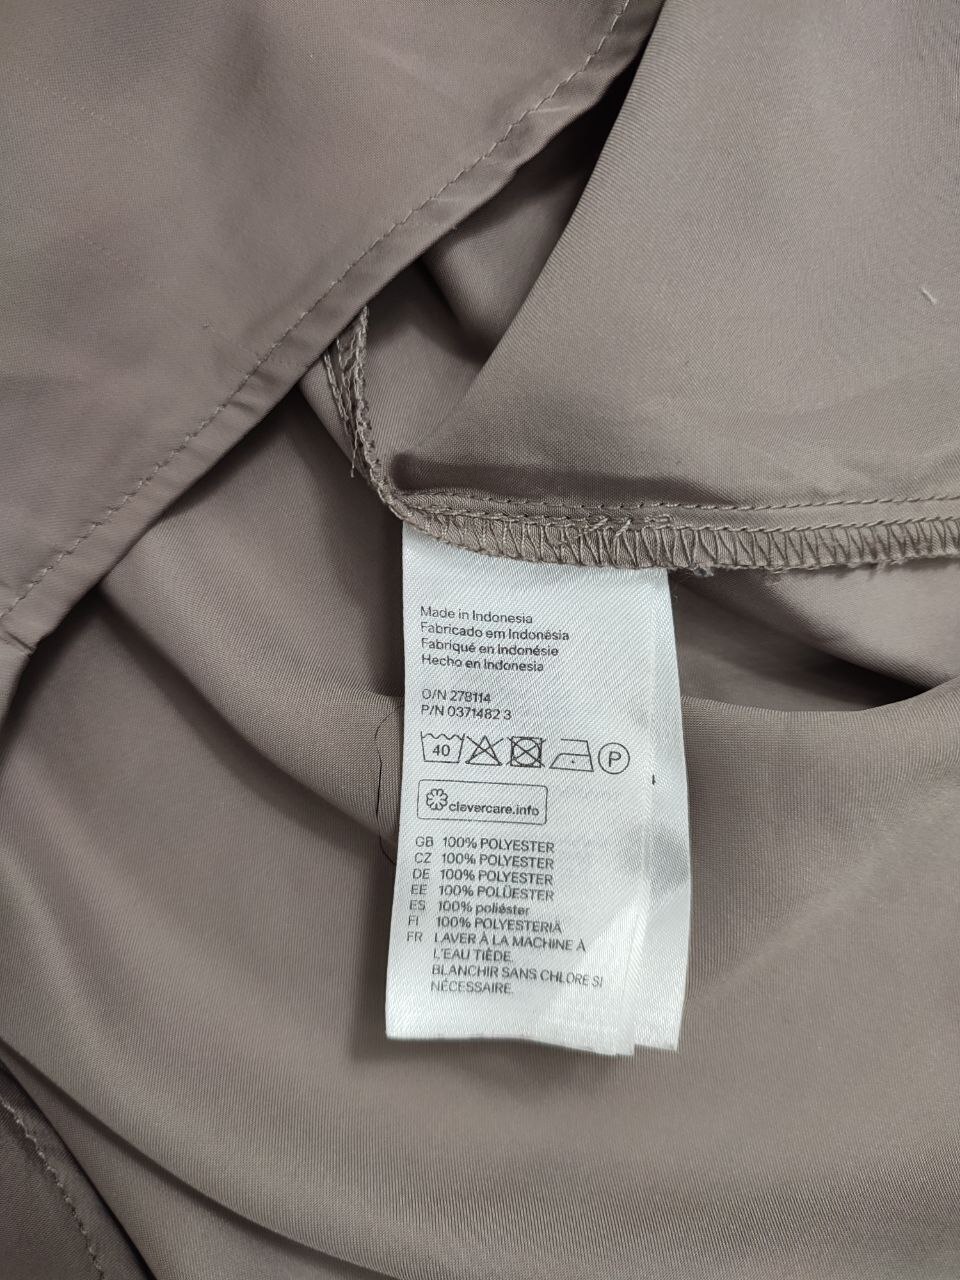 Made in Indonesia
Fabricado em Indonésia
Fabriqué en Indonésie
Hecho en Indonesia
O/N 278114
P/N 0371482 3
40 P
clevercare.info
GB 100% POLYESTER
CZ 100% POLYESTER
DE 100% POLYESTER
EE 100% POLÜESTER
ES 100% poliéster
FI 100% POLYESTERIÄ
FR LAVER À LA MACHINE À
L'EAU TIÈDE.
BLANCHIR SANS CHLORE SI
NÉCESSAIRE.